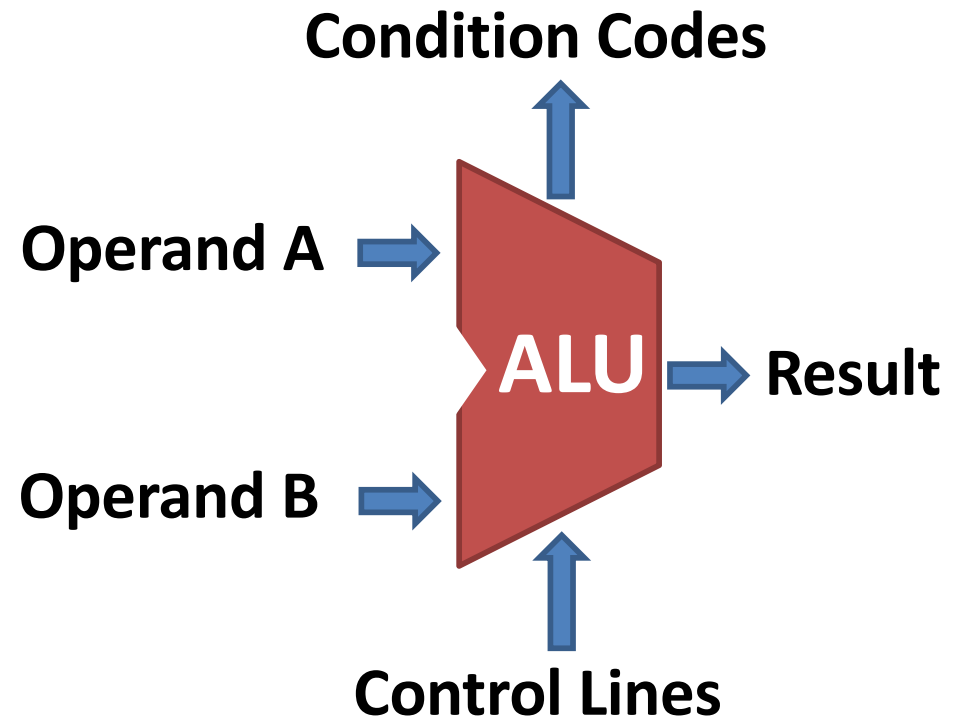 Condition Codes
Operand A
ALU
Result
Operand B
Control Lines